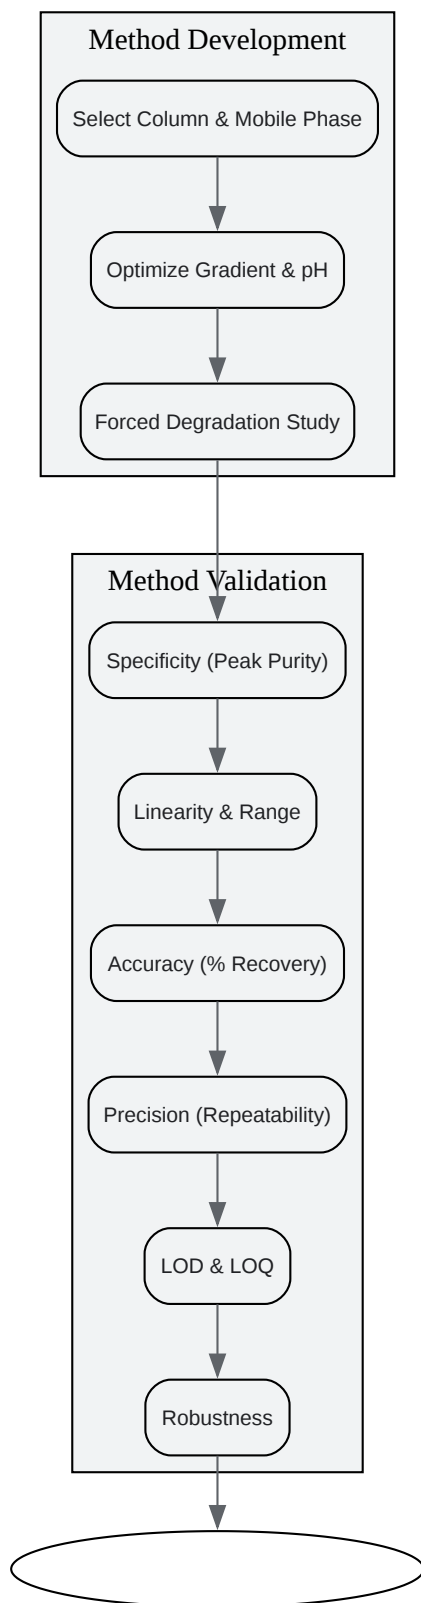 Method Development
Select Column & Mobile Phase
Optimize Gradient & pH
Forced Degradation Study
Method Validation
Specificity (Peak Purity)
Linearity & Range
Accuracy (% Recovery)
Precision (Repeatability)
LOD & LOQ
Robustness